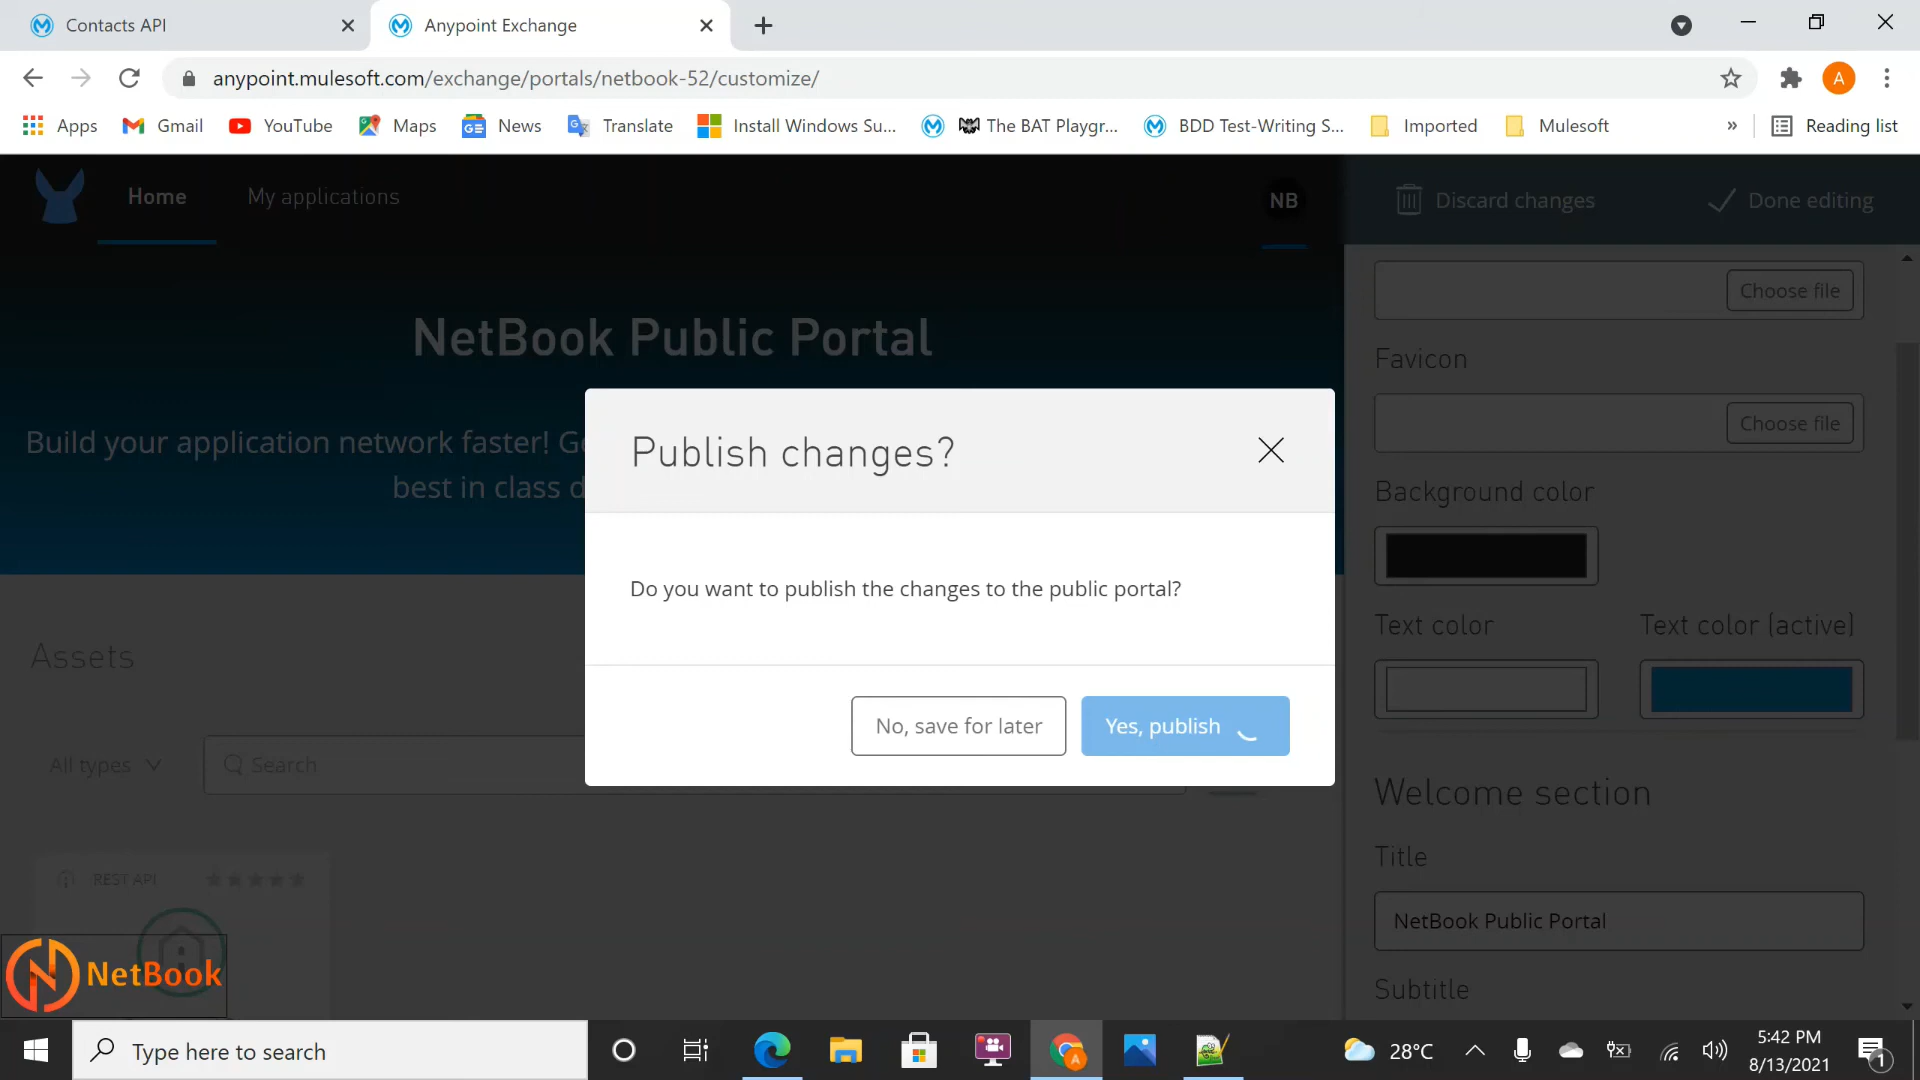 Contacts API
Anypoint Exchange
anypoint.mulesoft.com/exchange/portals/netbook-52/customize/
A
Apps
Gmail
YouTube
Maps
News
Translate
Install Windows Su...
The BAT Playgr...
BDD Test-Writing S...
Imported
Mulesoft
»
Reading list
Home
My applications
NB
Discard changes
Done editing
NetBook Public Portal
Build your application network faster! Ge
best in class d
Publish changes?
Do you want to publish the changes to the public portal?
No, save for later
Yes, publish
Choose file
Favicon
Choose file
Background color
Text color
Text color (active)
Welcome section
Title
NetBook Public Portal
Subtitle
Assets
All types
Search
REST API
NetBook
Type here to search
A
28°C
5:42 PM
8/13/2021
1